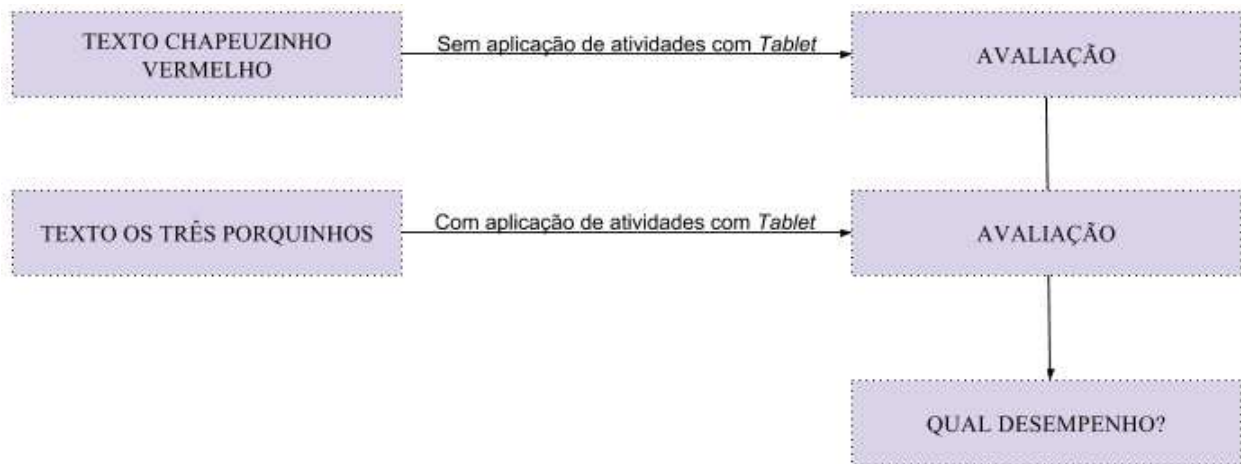 TEXTO CHAPEUZINHO
VERMELHO
Sem aplicação de atividades com Tablet
AVALIAÇÃO
TEXTO OS TRÊS PORQUINHOS
Com aplicação de atividades com Tablet
AVALIAÇÃO
QUAL DESEMPENHO?